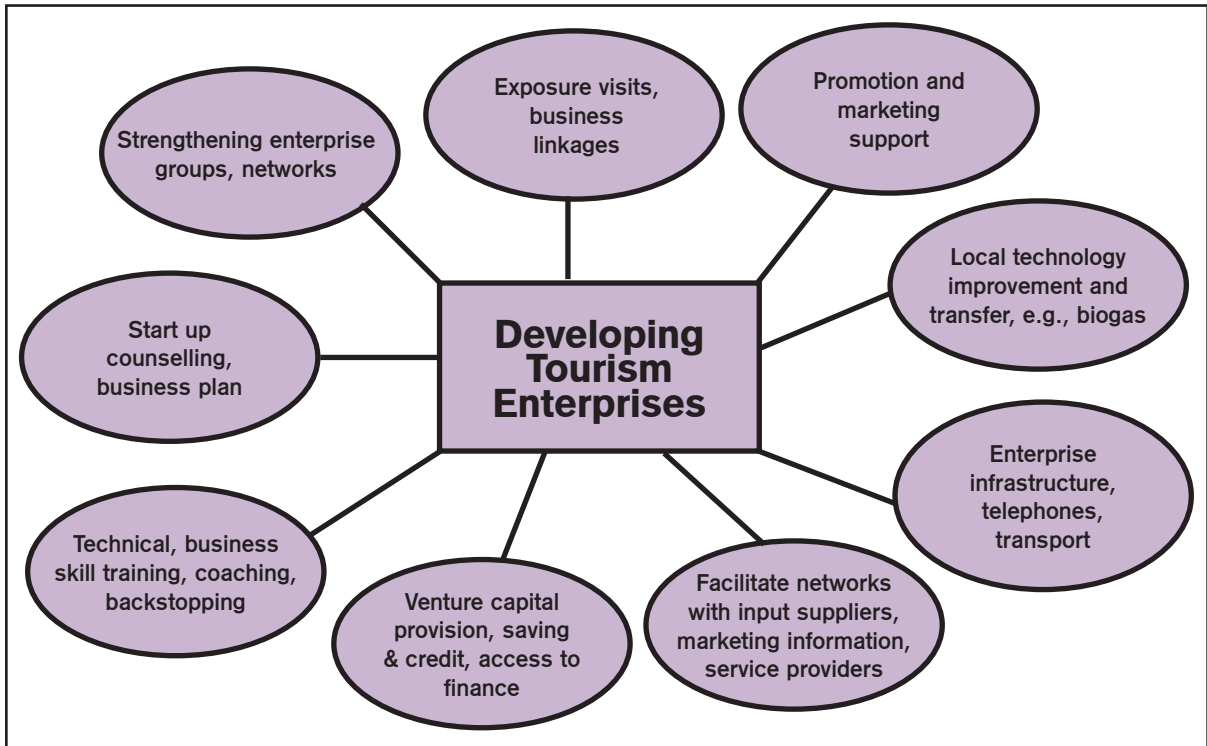 Exposure visits,
business
linkages
Promotion and
marketing
support
Strengthening enterprise
groups, networks
Local technology
improvement and
transfer, e.g., biogas
Start up
counselling,
business plan
Developing
Tourism
Enterprises
Enterprise
infrastructure,
telephones,
transport
Technical, business
skill training, coaching,
backstopping
Venture capital
provision, saving
& credit, access to
finance
Facilitate networks
with input suppliers,
marketing information,
service providers